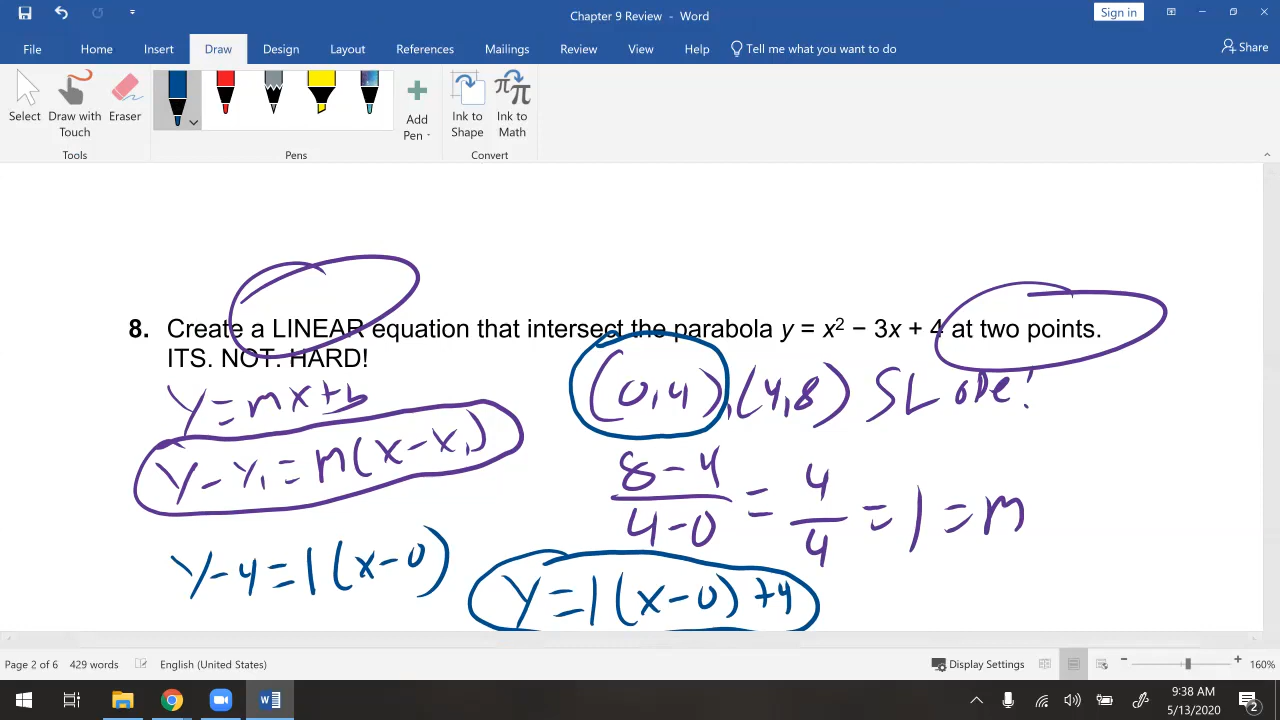 Chapter 9 Review - Word
Sign in
File Home Insert Draw Design Layout References Mailings Review View Help Tell me what you want to do Share
Select Draw with Touch Eraser Add Pen Ink to Shape Ink to Math
Tools Pens Convert
8. Create a LINEAR equation that intersect the parabola y = x² − 3x + 4 at two points.
ITS. NOT. HARD!
y = mx + b
(0,4), (4,8) SLOPE!
y - y₁ = m(x - x₁)
8 - 4 / 4 - 0 = 4 / 4 = 1 = m
y - 4 = 1(x - 0)
y = 1(x - 0) + 4
Page 2 of 6 429 words English (United States) Display Settings 160%
9:38 AM
5/13/2020
2